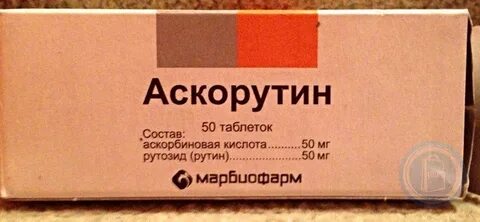 Аскорутин
50 таблеток
Состав:
аскорбиновая кислота..........50 мг
рутозид (рутин)......................50 мг
марбиофарм